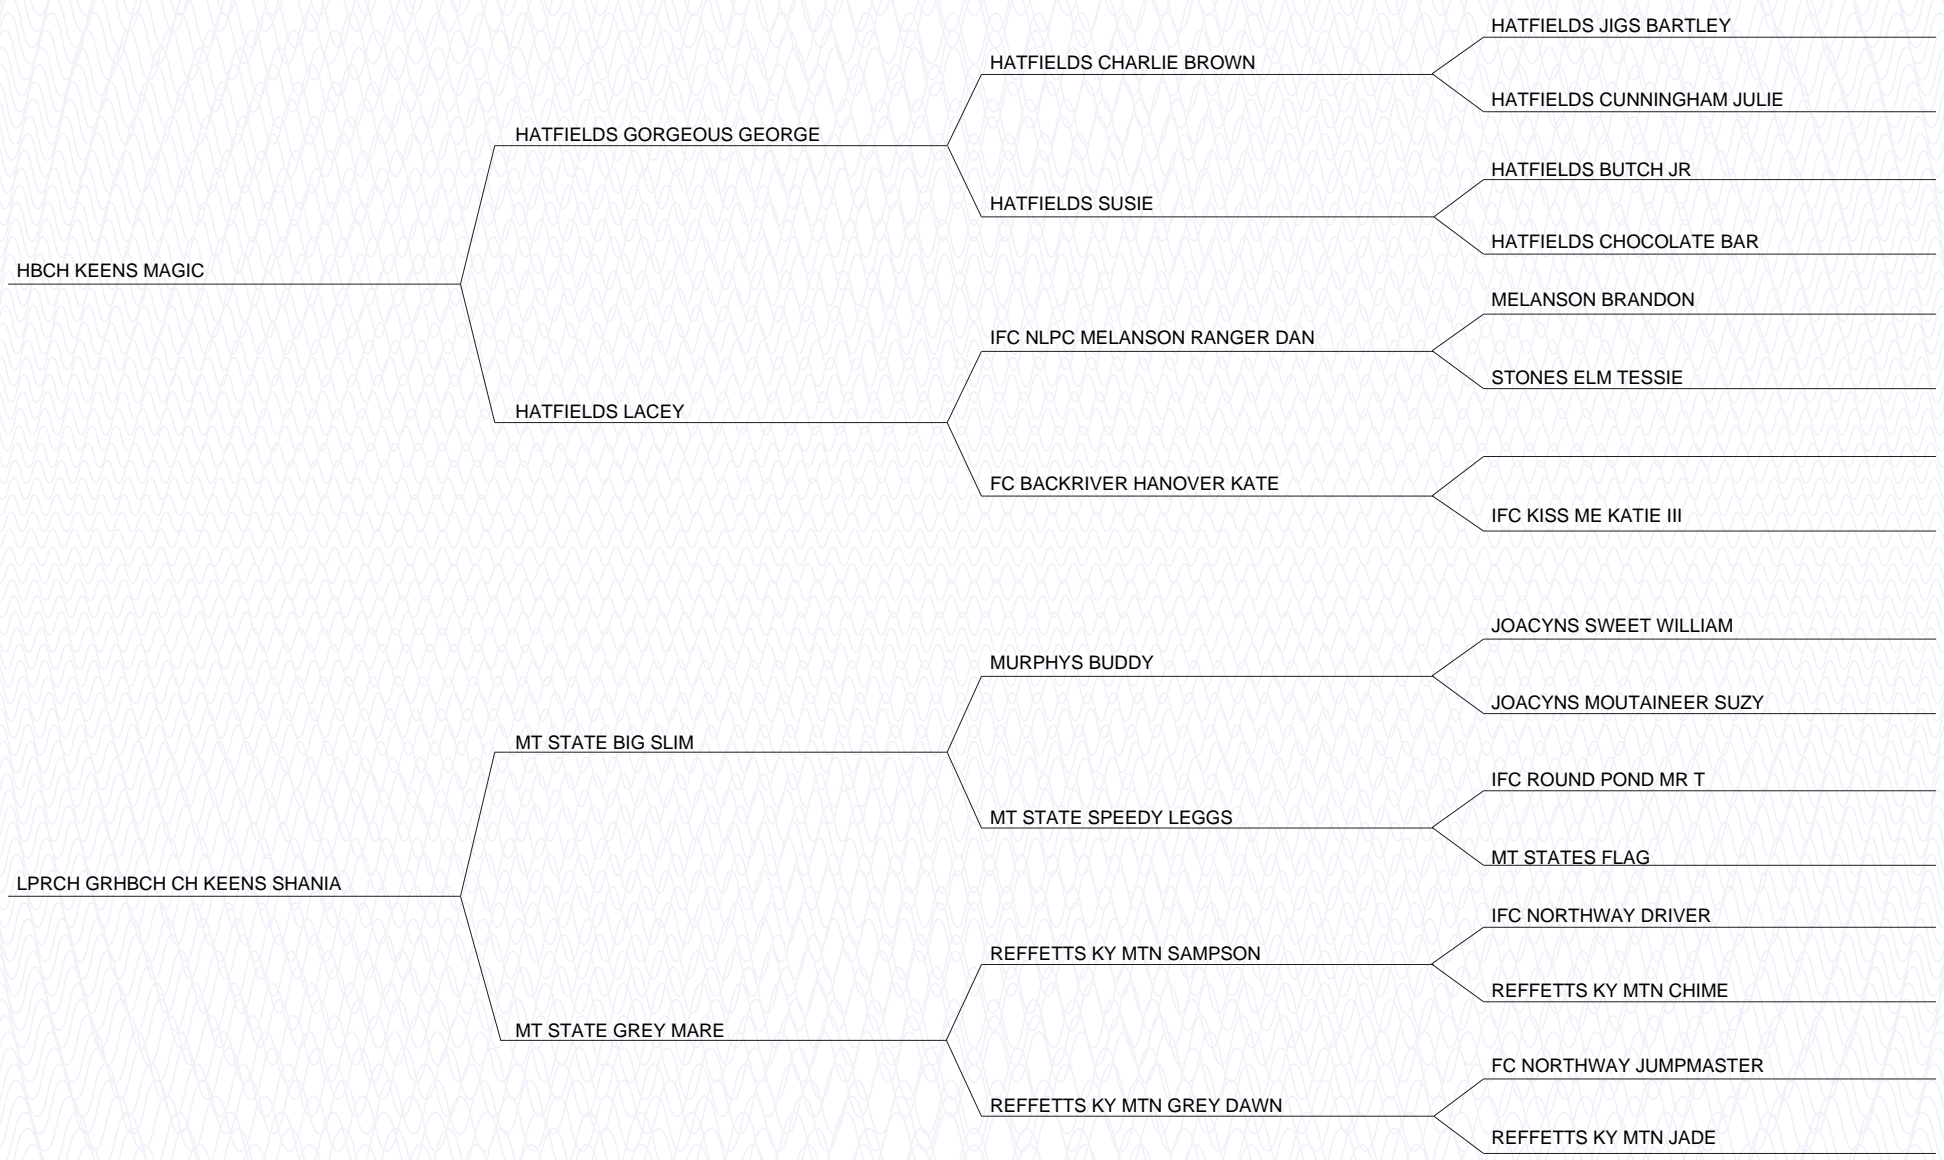 HATFIELDS JIGS BARTLEY
HATFIELDS CHARLIE BROWN
HATFIELDS CUNNINGHAM JULIE
HATFIELDS GORGEOUS GEORGE
HATFIELDS BUTCH JR
HATFIELDS SUSIE
HATFIELDS CHOCOLATE BAR
HBCH KEENS MAGIC
MELANSON BRANDON
IFC NLPC MELANSON RANGER DAN
STONES ELM TESSIE
HATFIELDS LACEY
FC BACKRIVER HANOVER KATE
IFC KISS ME KATIE III
JOACYNS SWEET WILLIAM
MURPHYS BUDDY
JOACYNS MOUTAINEER SUZY
MT STATE BIG SLIM
IFC ROUND POND MR T
MT STATE SPEEDY LEGGS
MT STATES FLAG
LPRCH GRHBCH CH KEENS SHANIA
IFC NORTHWAY DRIVER
REFFETTS KY MTN SAMPSON
REFFETTS KY MTN CHIME
MT STATE GREY MARE
FC NORTHWAY JUMPMASTER
REFFETTS KY MTN GREY DAWN
REFFETTS KY MTN JADE